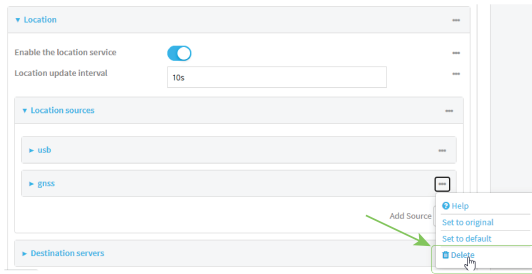 Location
Enable the location service
Location update interval
10s
Location sources
usb
gnss
Add Source
Help
Set to original
Set to default
Delete
Destination servers